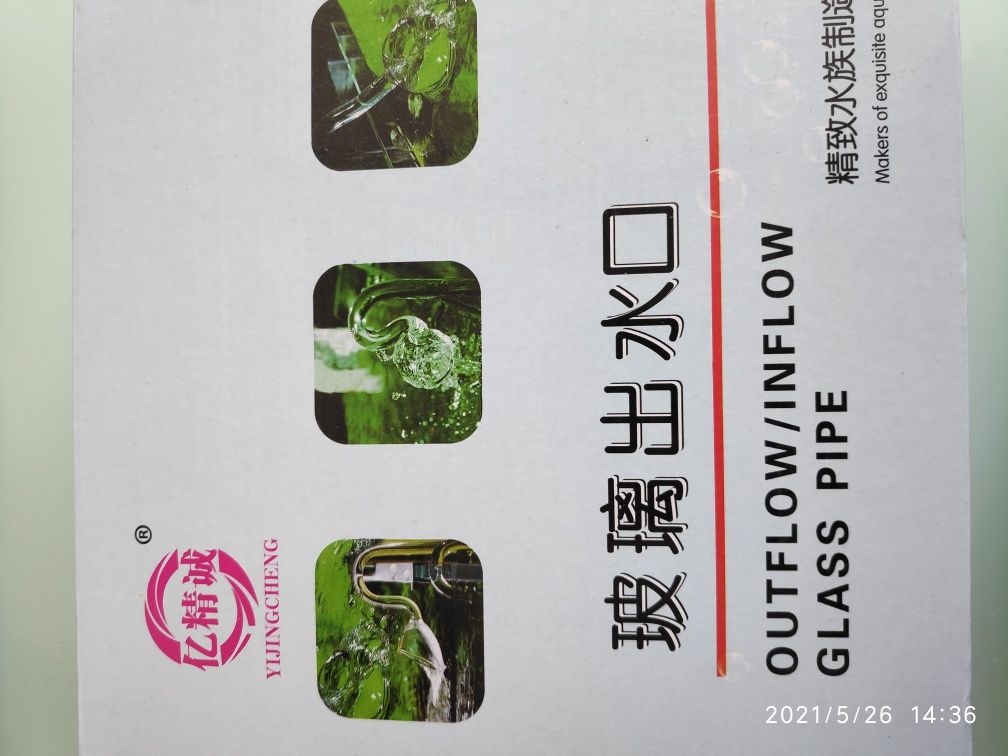 亿精诚®
YIJINGCHENG
玻璃出水口
OUTFLOW/INFLOW
GLASS PIPE
精致水族制造
Makers of exquisite
2021/5/26 14:36